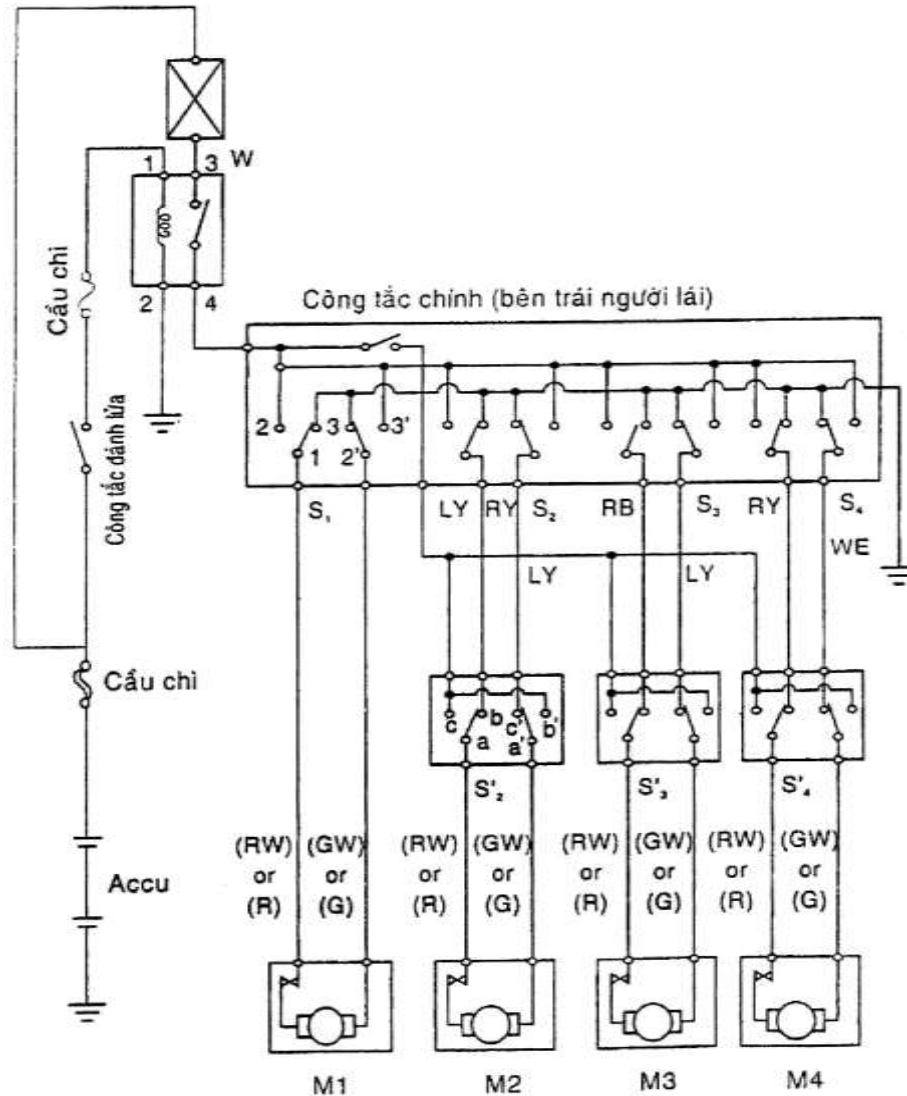 1 3 W
2 4
Cầu chì
Công tắc đánh lửa
Cầu chì
Accu
Công tắc chính (bên trái người lái)
2 3 3'
1 2'
S₁ LY RY S₂ RB S₃ RY S₄
LY LY WE
c b c' b'
a a'
S'₂ S'₃ S'₄
(RW) (GW) (RW) (GW) (RW) (GW) (RW) (GW)
or or or or or or or or
(R) (G) (R) (G) (R) (G) (R) (G)
M1 M2 M3 M4